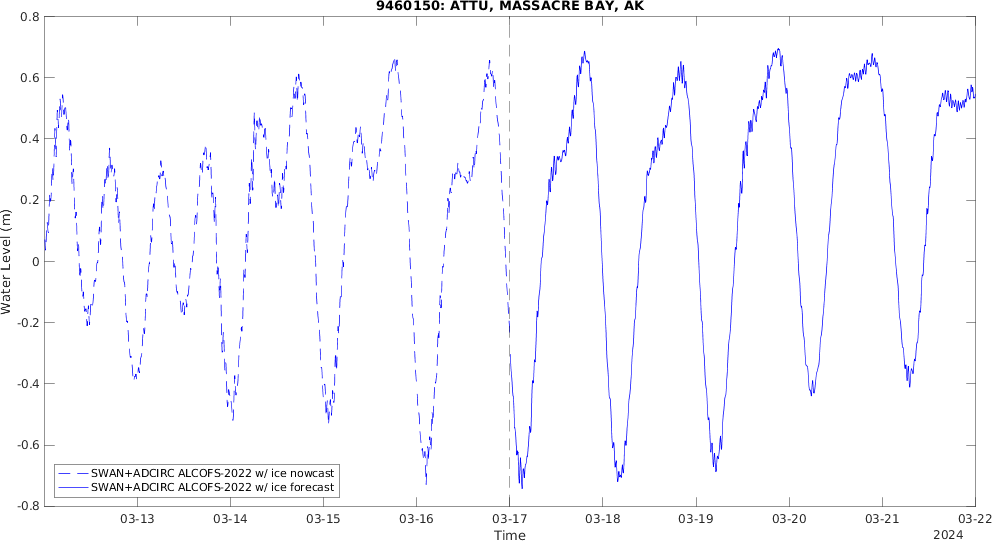 9460150: ATTU, MASSACRE BAY, AK
0.8
0.6
0.4
0.2
0
-0.2
-0.4
-0.6
-0.8
Water Level (m)
SWAN+ADCIRC ALCOFS-2022 w/ ice nowcast
SWAN+ADCIRC ALCOFS-2022 w/ ice forecast
03-13 03-14 03-15 03-16 03-17 03-18 03-19 03-20 03-21 03-22
Time
2024